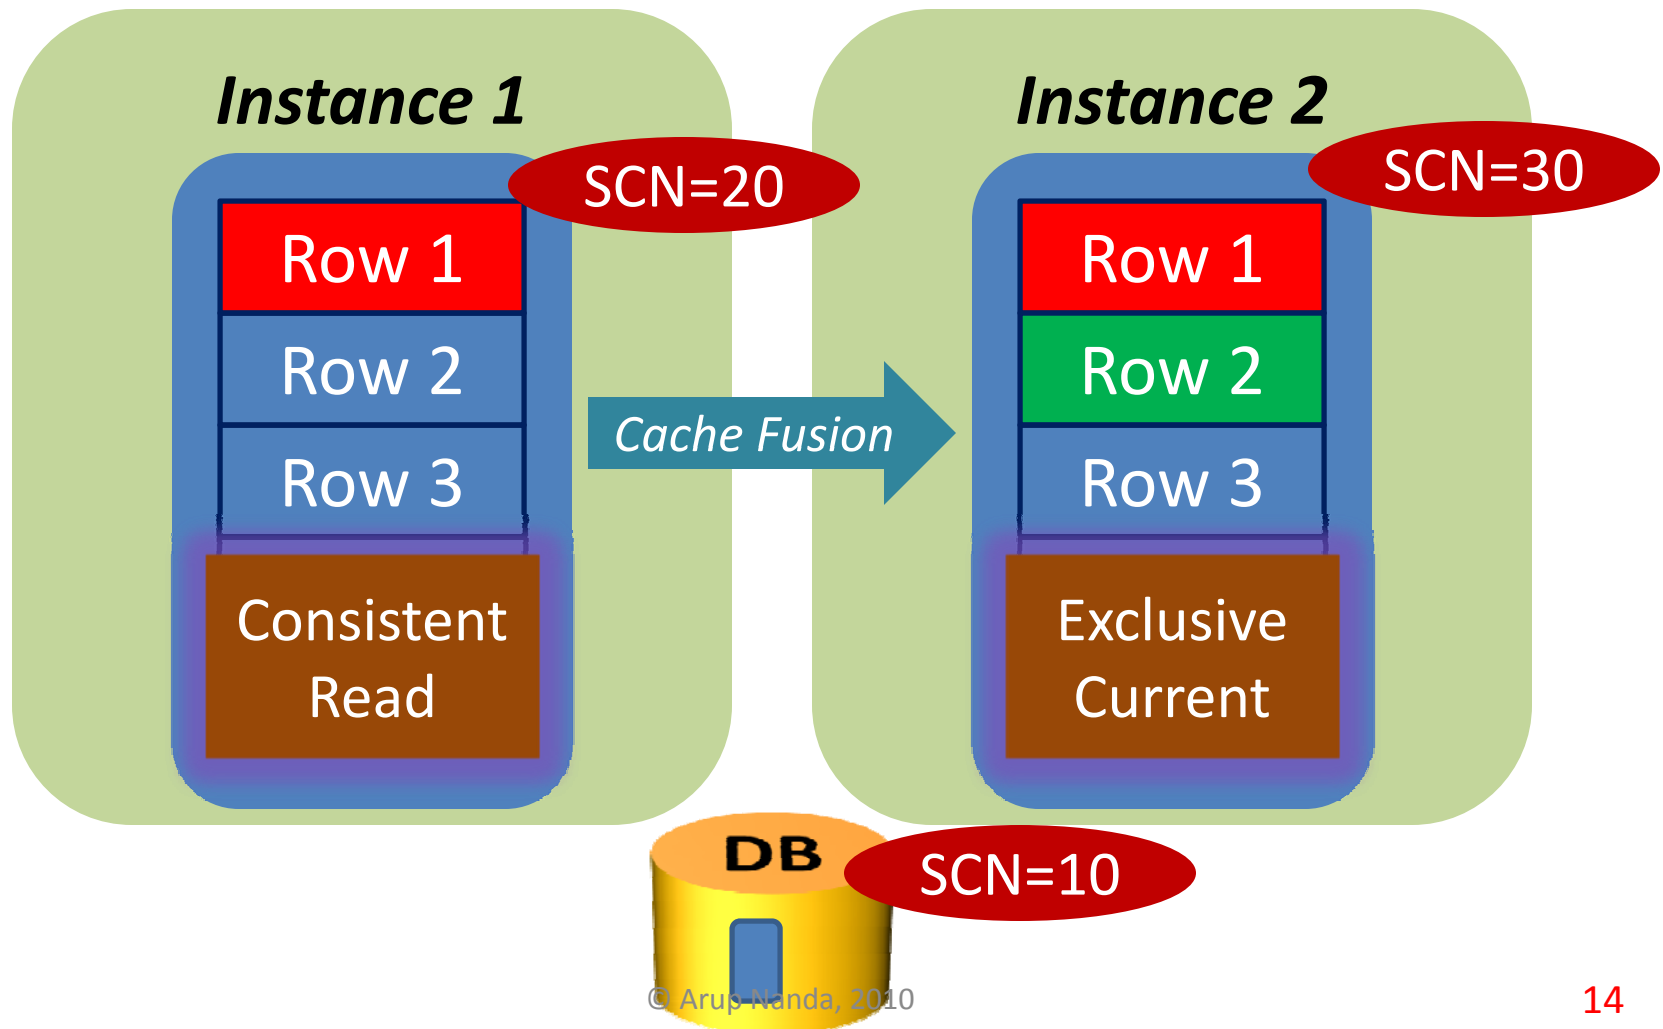 Instance 1
SCN=20
Row 1
Row 2
Row 3
Consistent
Read
Cache Fusion
Instance 2
SCN=30
Row 1
Row 2
Row 3
Exclusive
Current
DB
SCN=10
© Arup Nanda, 2010
14